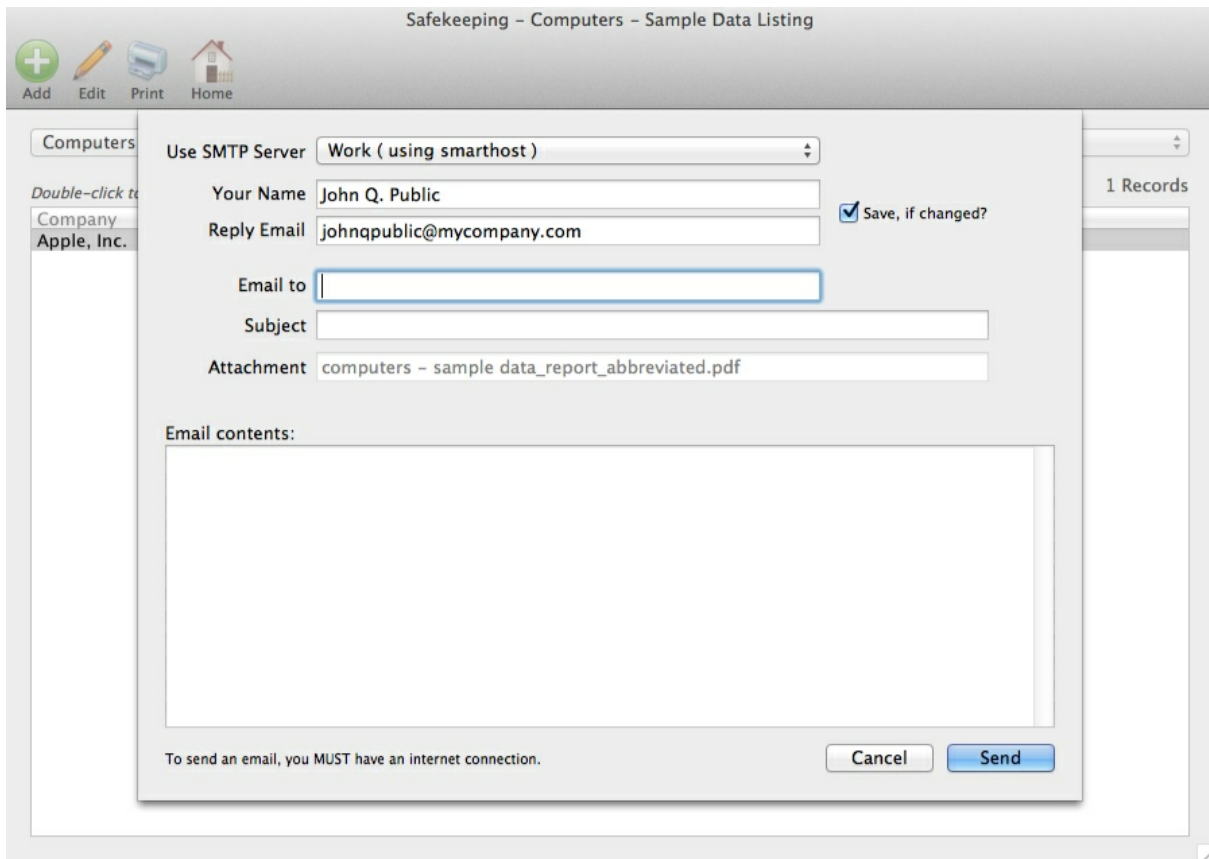 Safekeeping – Computers – Sample Data Listing
Add Edit Print Home
Computers
Use SMTP Server Work ( using smarthost )
Double-click
1 Records
Your Name John Q. Public
Save, if changed?
Company
Reply Email johnqpublic@mycompany.com
Apple, Inc.
Email to
Subject
Attachment computers – sample data_report_abbreviated.pdf
Email contents:
To send an email, you MUST have an internet connection.
Cancel Send